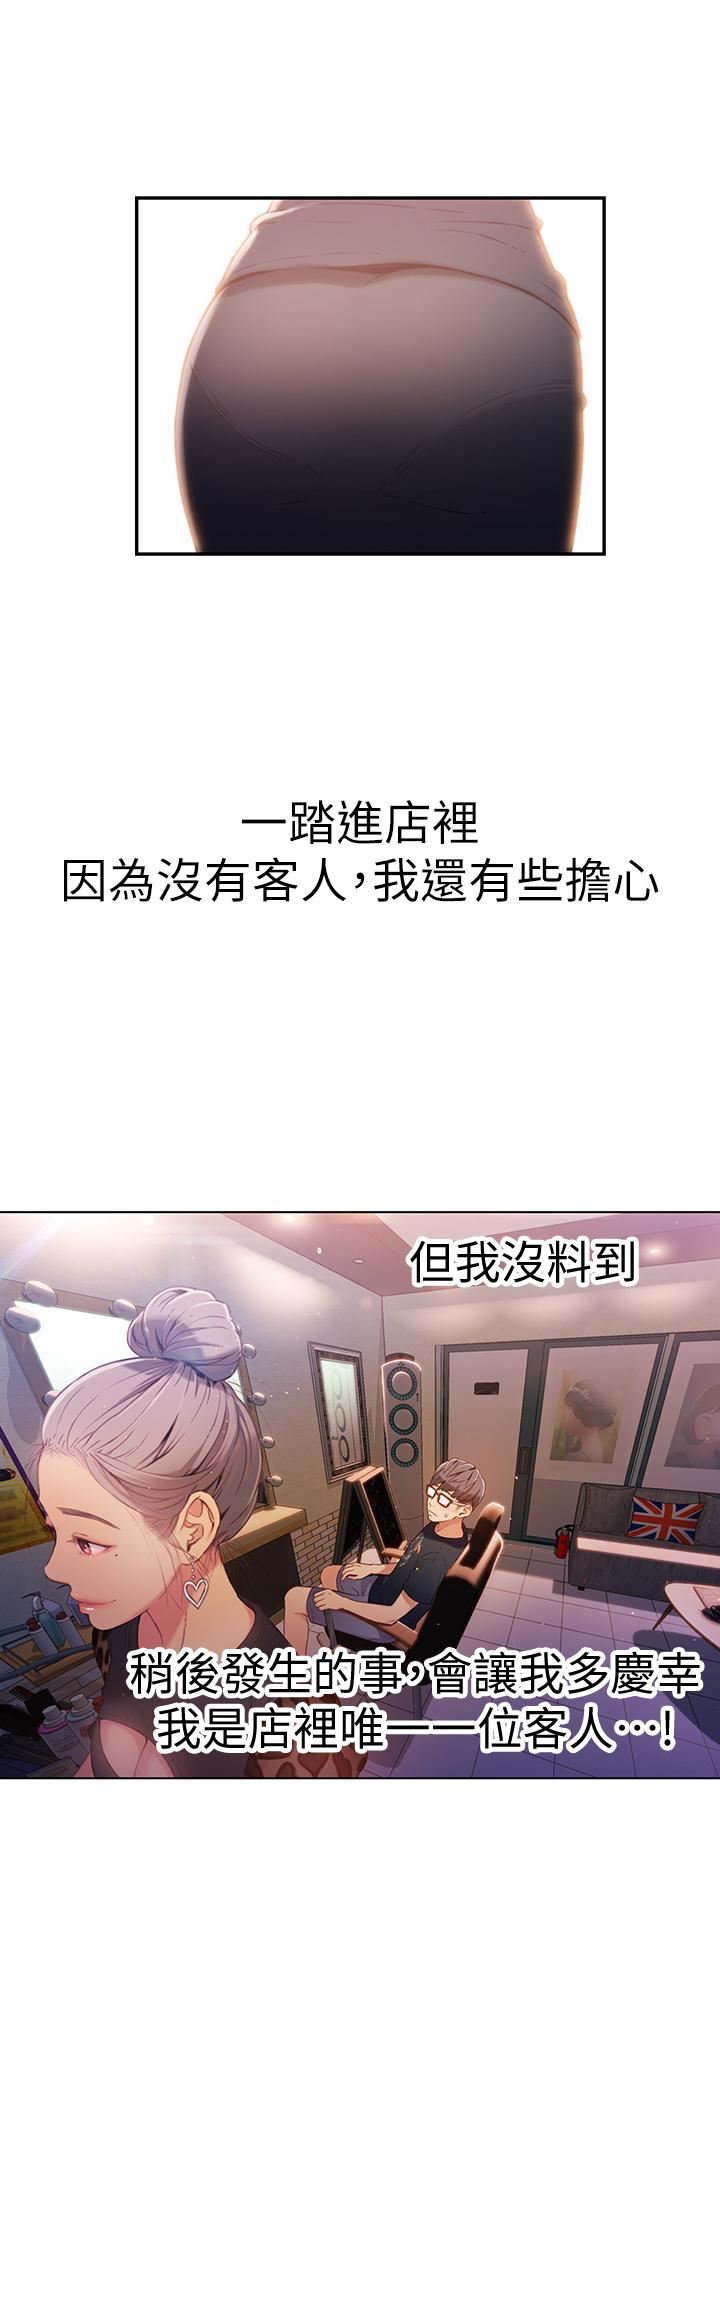 一踏進店裡
因為沒有客人，我還有些擔心
但我沒料到
稍後發生的事，會讓我多慶幸
我是店裡唯一一位客人⋯!